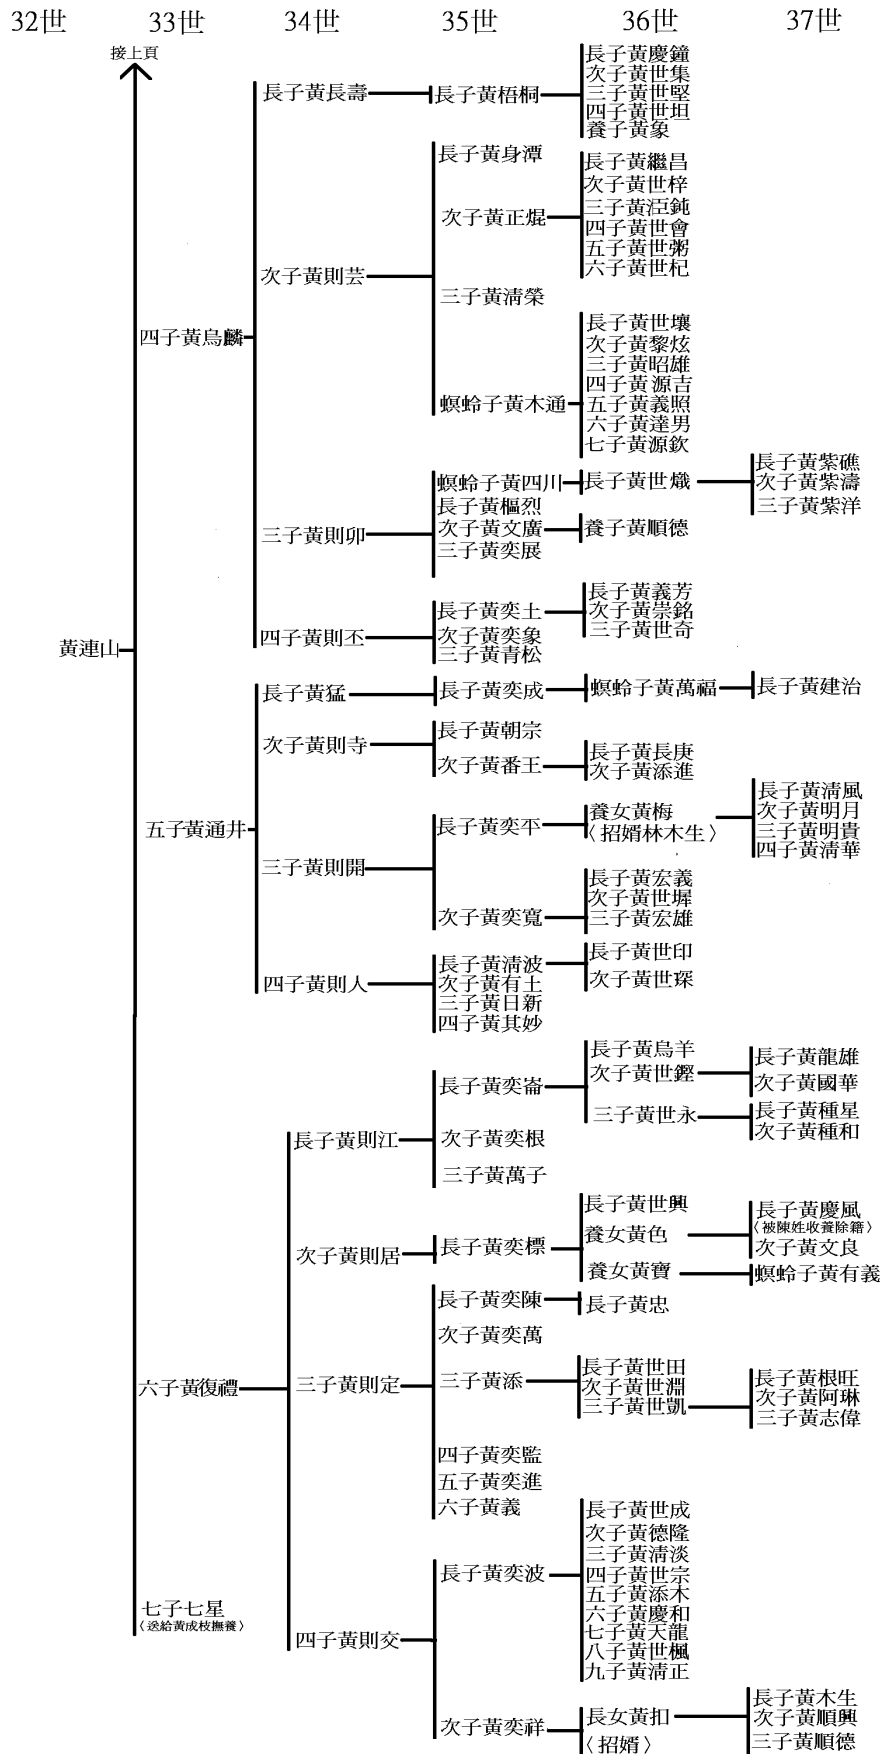 32世 33世 34世 35世 36世 37世
接上頁
黃連山
四子黃烏麟
長子黃長壽
長子黃梧桐
長子黃慶鐘
次子黃世集
三子黃世堅
四子黃世坦
養子黃象
次子黃則芸
長子黃身潭
次子黃正焜
長子黃繼昌
次子黃世梓
三子黃洍鈍
四子黃世會
五子黃世粥
六子黃世杞
三子黃淸榮
螟蛉子黃木通
長子黃世壤
次子黃黎炫
三子黃昭雄
四子黃源吉
五子黃義照
六子黃達男
七子黃源欽
三子黃則卯
螟蛉子黃四川
長子黃世熾
長子黃紫礁
次子黃紫濤
三子黃紫洋
長子黃樞烈
次子黃文廣
養子黃順德
三子黃奕展
四子黃則丕
長子黃奕土
長子黃義芳
次子黃崇銘
三子黃世奇
次子黃奕象
三子黃青松
五子黃通井
長子黃猛
長子黃奕成
螟蛉子黃萬福
長子黃建治
次子黃則寺
長子黃朝宗
次子黃番王
長子黃長庚
次子黃添進
三子黃則開
長子黃奕平
養女黃梅
〈招婿林木生〉
長子黃淸風
次子黃明月
三子黃明貴
四子黃淸華
次子黃奕寬
長子黃宏義
次子黃世墀
三子黃宏雄
四子黃則人
長子黃淸波
長子黃世印
次子黃世琛
次子黃有土
三子黃日新
四子黃其妙
六子黃復禮
長子黃則江
長子黃奕崙
長子黃烏羊
次子黃世鏗
長子黃龍雄
次子黃國華
三子黃世永
長子黃種星
次子黃種和
次子黃奕根
三子黃萬子
次子黃則居
長子黃奕標
長子黃世興
養女黃色
長子黃慶風
〈被陳姓收養除籍〉
次子黃文良
養女黃寶
螟蛉子黃有義
三子黃則定
長子黃奕陳
長子黃忠
次子黃奕萬
三子黃添
長子黃世田
次子黃世淵
三子黃世凱
長子黃根旺
次子黃阿琳
三子黃志偉
四子黃奕監
五子黃奕進
六子黃義
四子黃則交
長子黃奕波
長子黃世成
次子黃德隆
三子黃淸淡
四子黃世宗
五子黃添木
六子黃慶和
七子黃天龍
八子黃世楓
九子黃淸正
次子黃奕祥
長女黃扣
〈招婿〉
長子黃木生
次子黃順興
三子黃順德
七子七星
〈送給黃成枝撫養〉